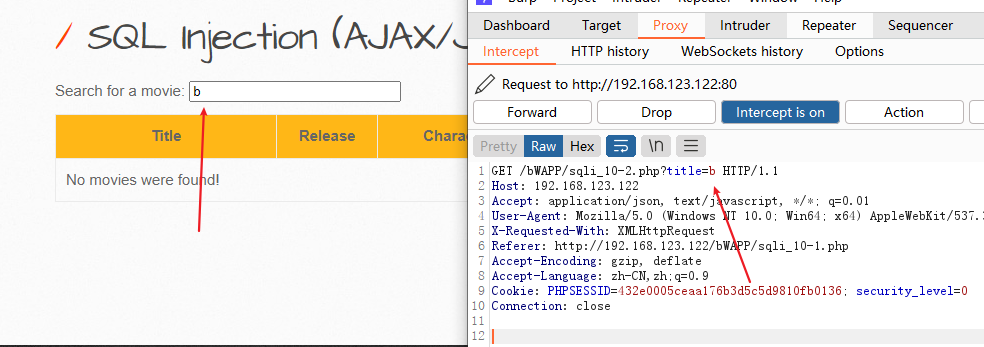 / SQL Injection (AJAX/J
Search for a movie: b
Title Release Charac
No movies were found!
Burp Project Intruder Repeater Window Help
Dashboard Target Proxy Intruder Repeater Sequencer
Intercept HTTP history WebSockets history Options
Request to http://192.168.123.122:80
Forward Drop Intercept is on Action
Pretty Raw Hex \n
1 GET /bWAPP/sqli_10-2.php?title=b HTTP/1.1
2 Host: 192.168.123.122
3 Accept: application/json, text/javascript, */*; q=0.01
4 User-Agent: Mozilla/5.0 (Windows NT 10.0; Win64; x64) AppleWebKit/537.3
5 X-Requested-With: XMLHttpRequest
6 Referer: http://192.168.123.122/bWAPP/sqli_10-1.php
7 Accept-Encoding: gzip, deflate
8 Accept-Language: zh-CN,zh;q=0.9
9 Cookie: PHPSESSID=432e0005ceaa176b3d5c5d9810fb0136; security_level=0
10 Connection: close
11
12